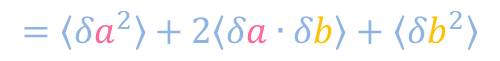 = ⟨δa²⟩ + 2⟨δa · δb⟩ + ⟨δb²⟩